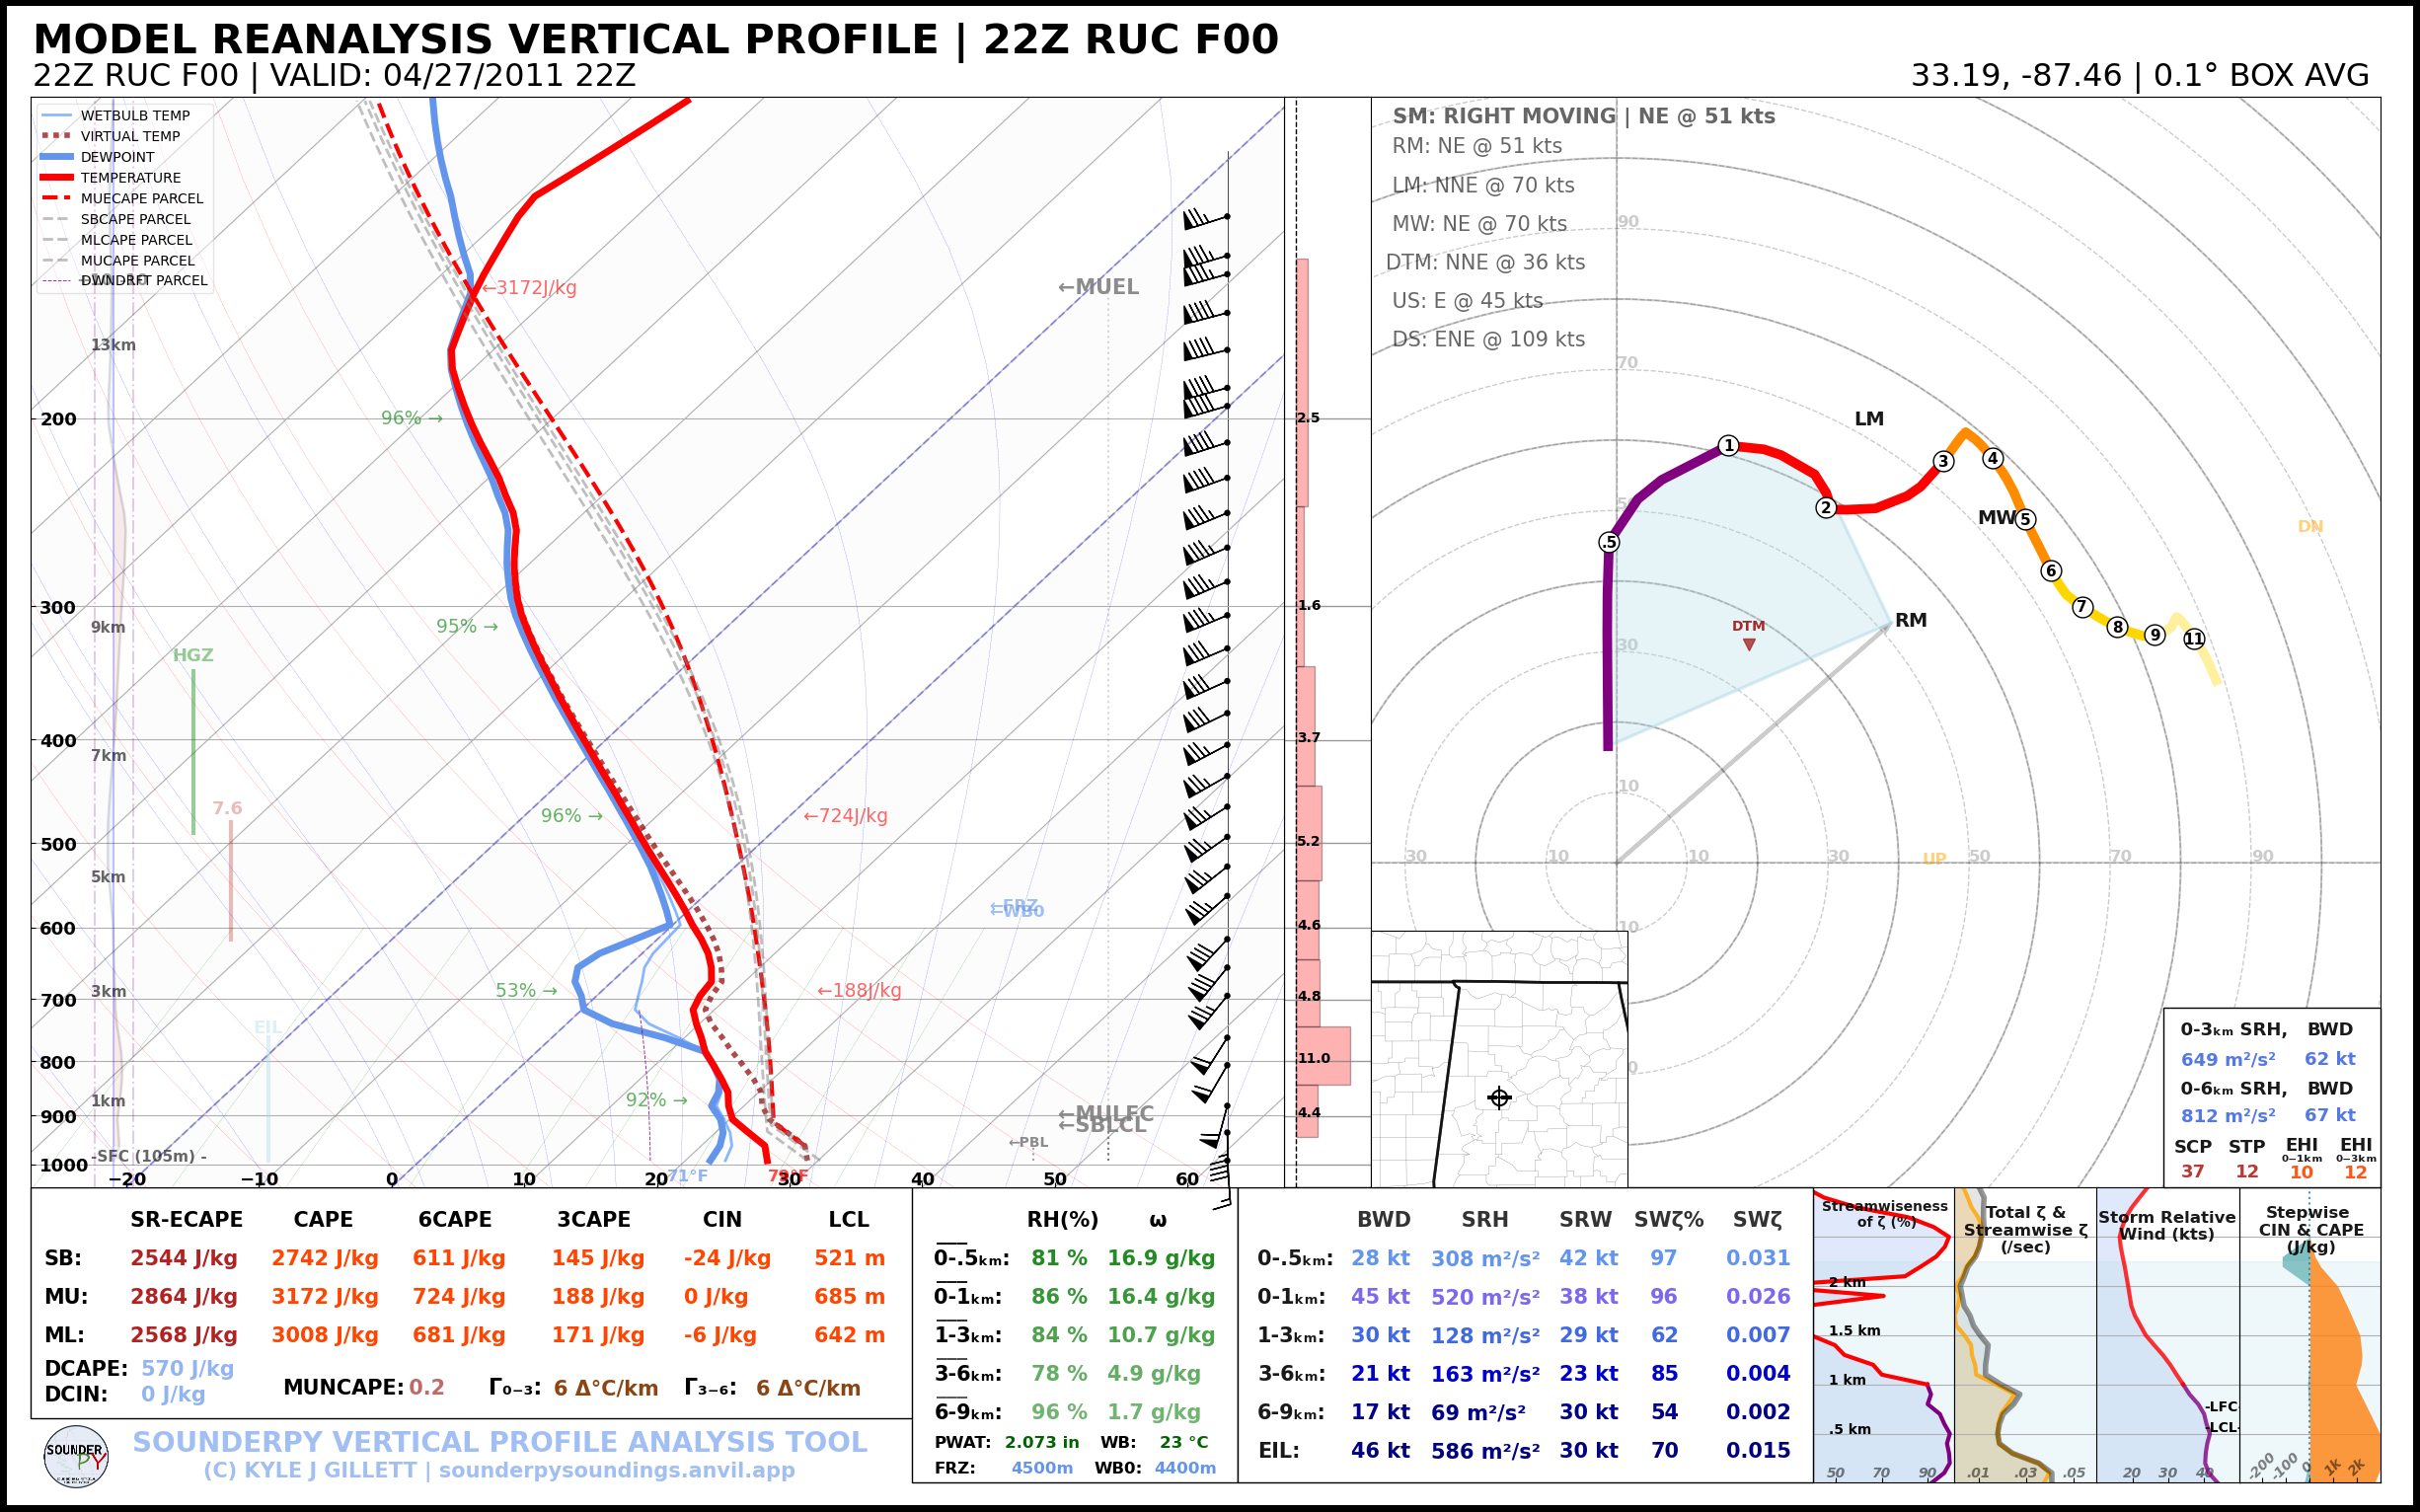 MODEL REANALYSIS VERTICAL PROFILE | 22Z RUC F00
22Z RUC F00 | VALID: 04/27/2011 22Z
33.19, -87.46 | 0.1° BOX AVG
WETBULB TEMP
VIRTUAL TEMP
DEWPOINT
TEMPERATURE
MUECAPE PARCEL
SBCAPE PARCEL
MLCAPE PARCEL
MUCAPE PARCEL
DWNDRFT PARCEL
←3172J/kg
←MUEL
13km
96% →
200
300
95% →
9km
HGZ
400
7km
7.6
96% →
←724J/kg
500
5km
←FRZ
←WB0
600
53% →
←188J/kg
3km
700
EIL
800
92% →
1km
900
←MULFC
←SBLCL
←PBL
-SFC (105m) -
1000
-20 -10 0 10 20 30 40 50 60
71°F
2.5
1.6
3.7
5.2
4.6
4.8
11.0
4.4
SM: RIGHT MOVING | NE @ 51 kts
RM: NE @ 51 kts
LM: NNE @ 70 kts
MW: NE @ 70 kts
DTM: NNE @ 36 kts
US: E @ 45 kts
DS: ENE @ 109 kts
90
70
30
10
30 10 10 30 50 70 90
10
LM
MW
RM
DTM
UP
DN
.5 1 2 3 4 5 6 7 8 9 11
0-3km SRH, BWD
649 m²/s² 62 kt
0-6km SRH, BWD
812 m²/s² 67 kt
SCP STP EHI EHI
0-1km 0-3km
37 12 10 12
SR-ECAPE CAPE 6CAPE 3CAPE CIN LCL
SB: 2544 J/kg 2742 J/kg 611 J/kg 145 J/kg -24 J/kg 521 m
MU: 2864 J/kg 3172 J/kg 724 J/kg 188 J/kg 0 J/kg 685 m
ML: 2568 J/kg 3008 J/kg 681 J/kg 171 J/kg -6 J/kg 642 m
DCAPE: 570 J/kg
DCIN: 0 J/kg
MUNCAPE: 0.2 Γ₀₋₃: 6 Δ°C/km Γ₃₋₆: 6 Δ°C/km
RH(%) ω
0-.5km: 81 % 16.9 g/kg
0-1km: 86 % 16.4 g/kg
1-3km: 84 % 10.7 g/kg
3-6km: 78 % 4.9 g/kg
6-9km: 96 % 1.7 g/kg
PWAT: 2.073 in WB: 23 °C
FRZ: 4500m WB0: 4400m
BWD SRH SRW SWζ% SWζ
0-.5km: 28 kt 308 m²/s² 42 kt 97 0.031
0-1km: 45 kt 520 m²/s² 38 kt 96 0.026
1-3km: 30 kt 128 m²/s² 29 kt 62 0.007
3-6km: 21 kt 163 m²/s² 23 kt 85 0.004
6-9km: 17 kt 69 m²/s² 30 kt 54 0.002
EIL: 46 kt 586 m²/s² 30 kt 70 0.015
Streamwiseness
of ζ (%)
2 km
1.5 km
1 km
.5 km
50 70 90
Total ζ &
Streamwise ζ
(/sec)
.01 .03 .05
Storm Relative
Wind (kts)
-LFC-
-LCL-
20 30 40
Stepwise
CIN & CAPE
(J/kg)
-200 -100 0 1k 2k
SOUNDERPY
SOUNDERPY VERTICAL PROFILE ANALYSIS TOOL
(C) KYLE J GILLETT | sounderpysoundings.anvil.app